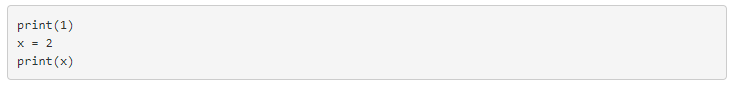 print(1)
x = 2
print(x)